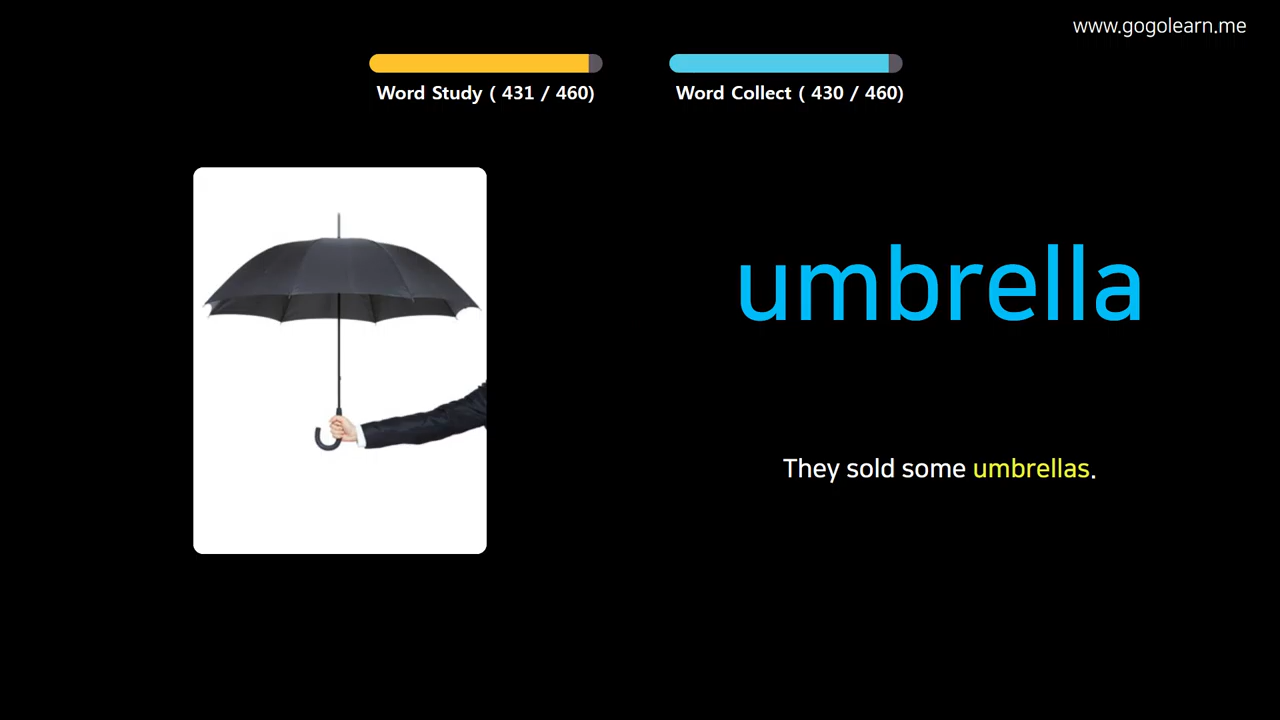 www.gogolearn.me
Word Study ( 431 / 460)
Word Collect ( 430 / 460)
umbrella
They sold some umbrellas.